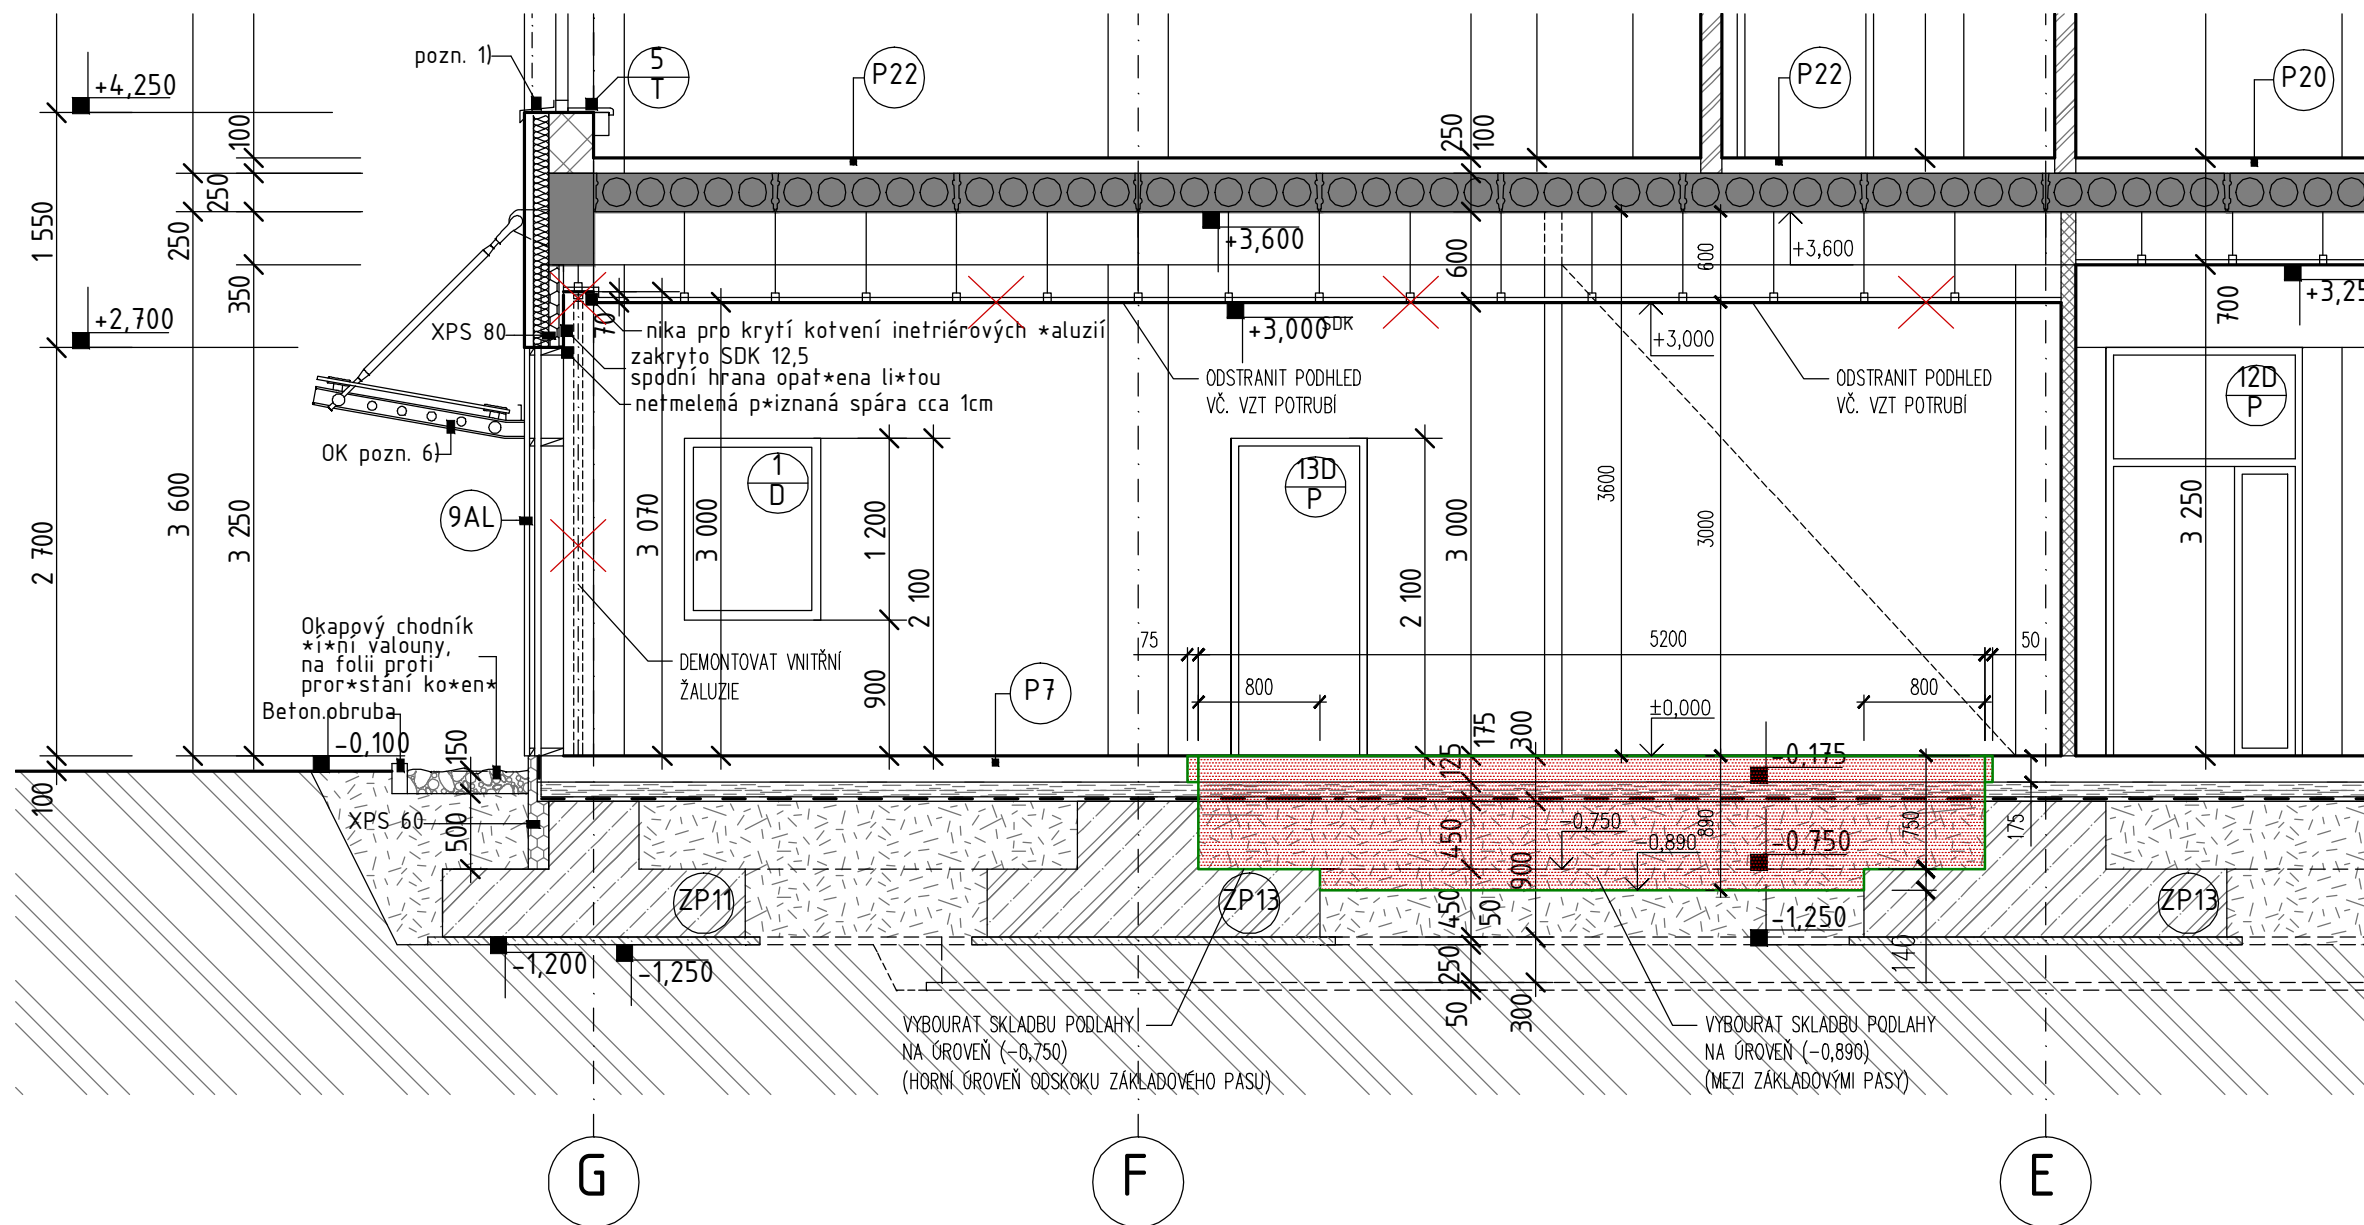 pozn. 1)
5
T
P22
P22
P20
+4,250
100
250
250
100
1 550
250
350
+3,600
600
600
+3,600
+2,700
XPS 80
70
nika pro krytí kotvení inetriérových *aluzií
zakryto SDK 12,5
spodní hrana opat*ena li*tou
netmelená p*iznaná spára cca 1cm
+3,000
SDK
+3,000
700
+3,25
ODSTRANIT PODHLED
VČ. VZT POTRUBÍ
ODSTRANIT PODHLED
VČ. VZT POTRUBÍ
12D
P
OK pozn. 6)
1
D
13D
P
9AL
2 700
3 600
3 250
3 070
3 000
1 200
2 100
900
2 100
3 000
3600
3000
3 250
Okapový chodník
*í*ní valouny,
na folii proti
pror*stání ko*en*
Beton.obruba
DEMONTOVAT VNITŘNÍ
ŽALUZIE
P7
75
5200
50
800
800
±0,000
-0,100
150
100
500
XPS 60
175
125
300
-0,175
450
-0,750
-0,890
890
-0,750
750
175
900
ZP11
ZP13
ZP13
450
50
-1,250
140
-1,200
-1,250
250
50
300
VYBOURAT SKLADBU PODLAHY
NA ÚROVEŇ (-0,750)
(HORNÍ ÚROVEŇ ODSKOKU ZÁKLADOVÉHO PASU)
VYBOURAT SKLADBU PODLAHY
NA ÚROVEŇ (-0,890)
(MEZI ZÁKLADOVÝMI PASY)
G
F
E